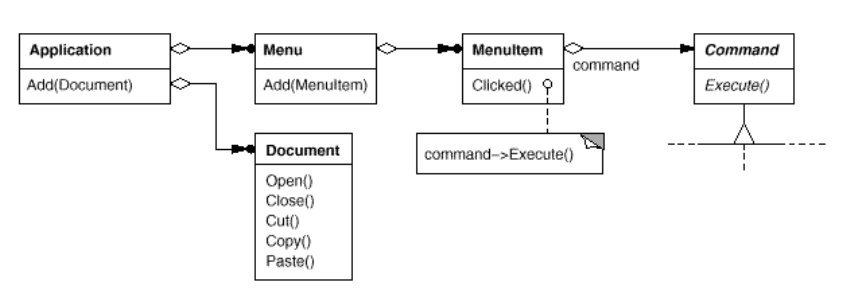 Application
Add(Document)
Menu
Add(MenuItem)
MenuItem
Clicked()
command
Command
Execute()
command->Execute()
Document
Open()
Close()
Cut()
Copy()
Paste()